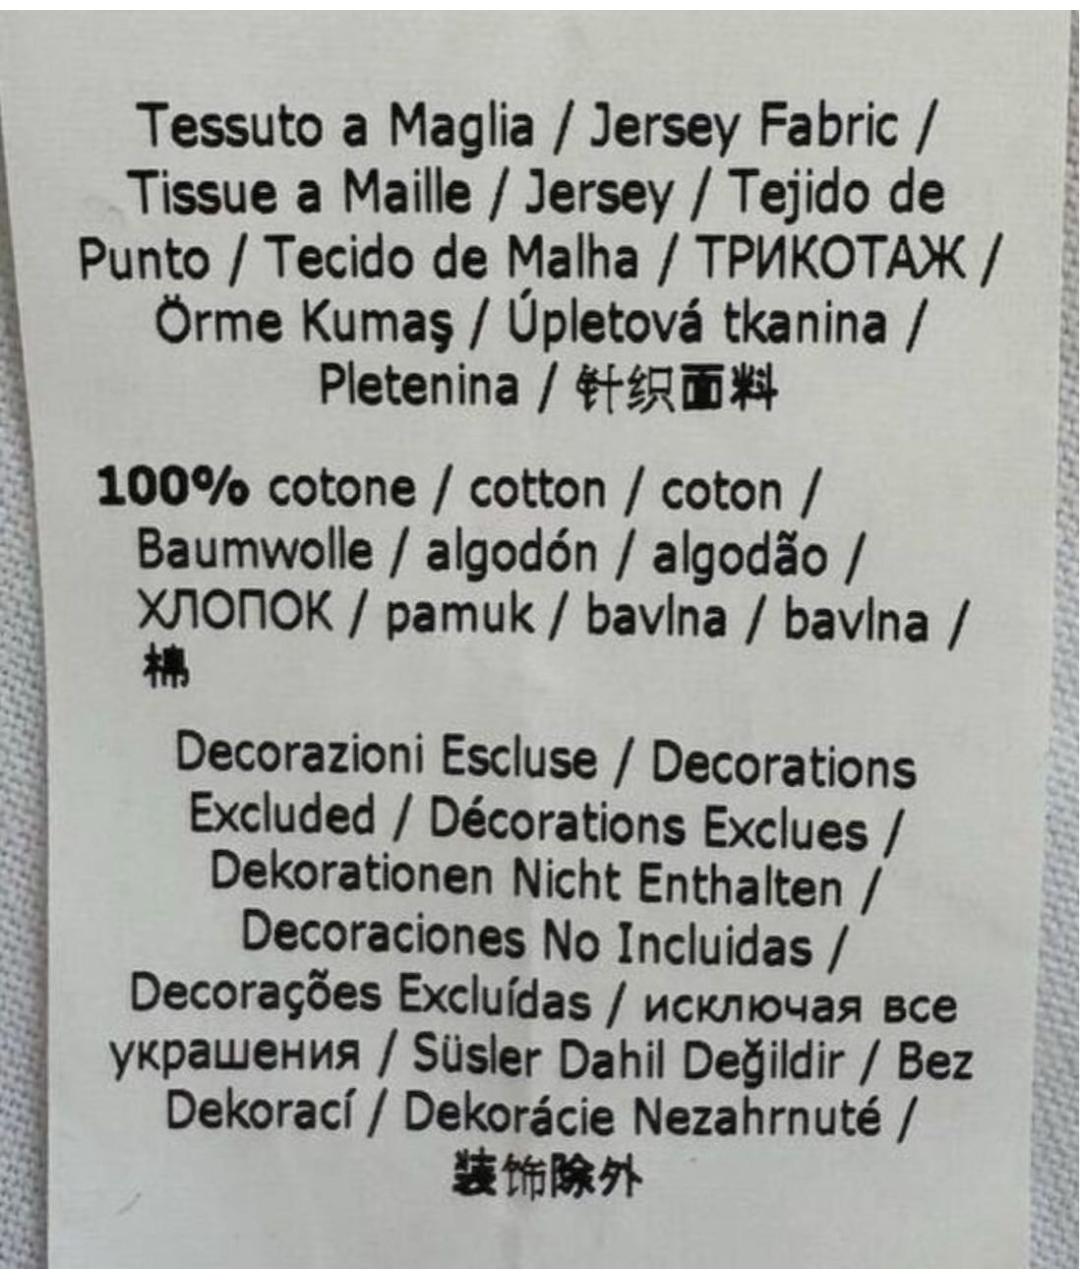 Tessuto a Maglia / Jersey Fabric /
Tissue a Maille / Jersey / Tejido de
Punto / Tecido de Malha / ТРИКОТАЖ /
Örme Kumaş / Úpletová tkanina /
Pletenina / 针织面料
100% cotone / cotton / coton /
Baumwolle / algodón / algodão /
ХЛОПОК / pamuk / bavlna / bavlna /
棉
Decorazioni Escluse / Decorations
Excluded / Décorations Exclues /
Dekorationen Nicht Enthalten /
Decoraciones No Incluidas /
Decorações Excluídas / исключая все
украшения / Süsler Dahil Değildir / Bez
Dekorací / Dekorácie Nezahrnuté /
装饰除外